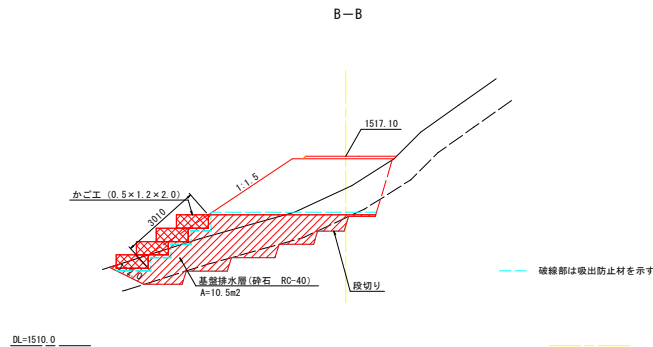 B－B
1517.10
1:1.5
かご工 (0.5×1.2×2.0)
3010
基盤排水層(砕石　RC-40)
A=10.5m2
段切り
破線部は吸出防止材を示す
DL=1510.0